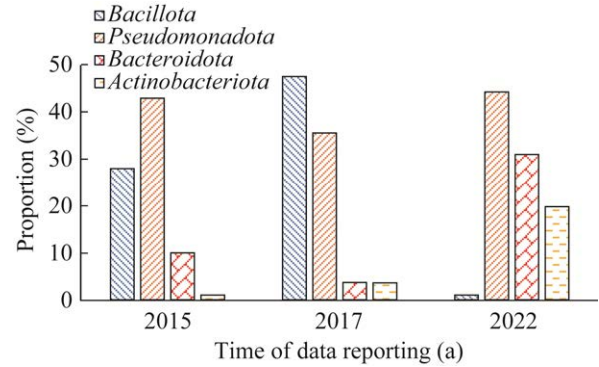 Bacillota
Pseudomonadota
Bacteroidota
Actinobacteriota
50
40
30
20
10
0
Proportion (%)
2015 2017 2022
Time of data reporting (a)